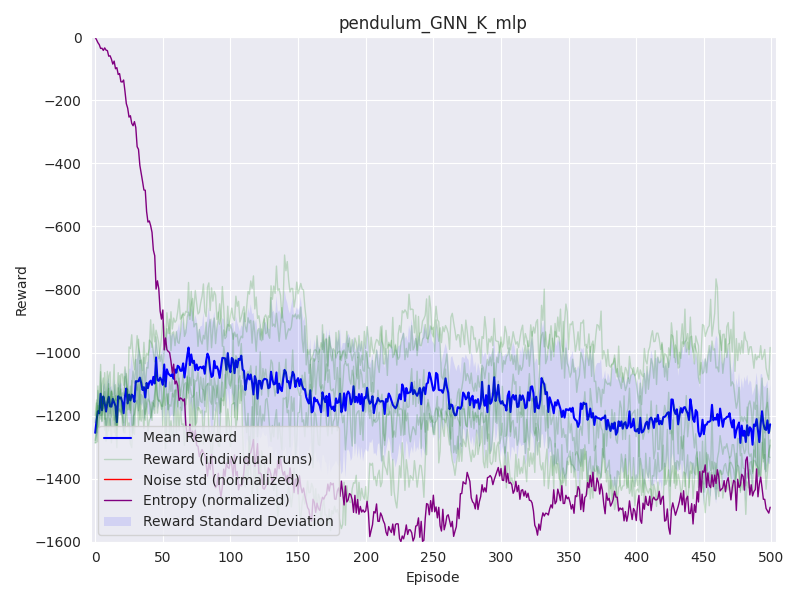 pendulum_GNN_K_mlp
0
−200
−400
−600
−800
−1000
−1200
−1400
−1600
Reward
Mean Reward
Reward (individual runs)
Noise std (normalized)
Entropy (normalized)
Reward Standard Deviation
0 50 100 150 200 250 300 350 400 450 500
Episode